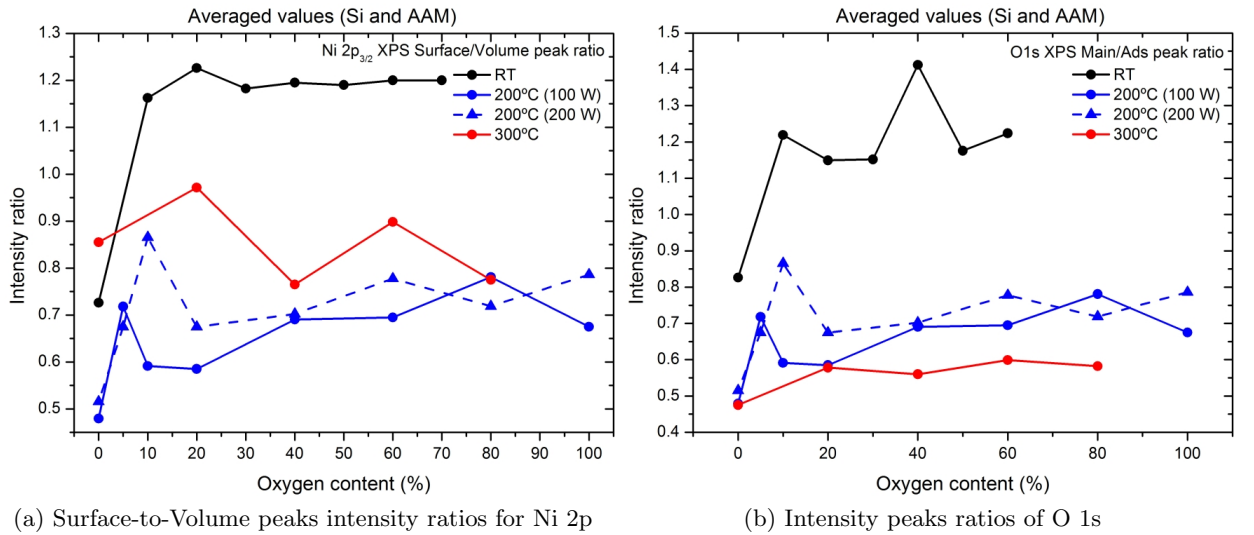 Averaged values (Si and AAM)
Ni 2p3/2 XPS Surface/Volume peak ratio
RT
200ºC (100 W)
200ºC (200 W)
300ºC
Intensity ratio
1.3
1.2
1.1
1.0
0.9
0.8
0.7
0.6
0.5
0 10 20 30 40 50 60 70 80 90 100
Oxygen content (%)
(a) Surface-to-Volume peaks intensity ratios for Ni 2p
Averaged values (Si and AAM)
O1s XPS Main/Ads peak ratio
RT
200ºC (100 W)
200ºC (200 W)
300ºC
Intensity ratio
1.5
1.4
1.3
1.2
1.1
1.0
0.9
0.8
0.7
0.6
0.5
0.4
0 20 40 60 80 100
Oxygen content (%)
(b) Intensity peaks ratios of O 1s